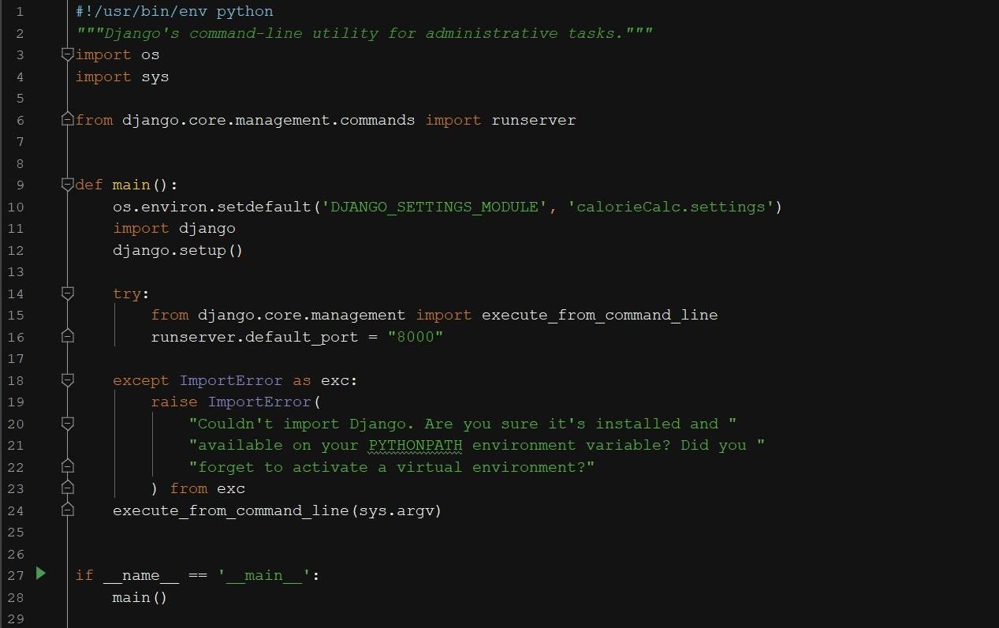 1 #!/usr/bin/env python
2 """Django's command-line utility for administrative tasks."""
3 import os
4 import sys
5
6 from django.core.management.commands import runserver
7
8
9 def main():
10     os.environ.setdefault('DJANGO_SETTINGS_MODULE', 'calorieCalc.settings')
11     import django
12     django.setup()
13
14     try:
15         from django.core.management import execute_from_command_line
16         runserver.default_port = "8000"
17
18     except ImportError as exc:
19         raise ImportError(
20             "Couldn't import Django. Are you sure it's installed and "
21             "available on your PYTHONPATH environment variable? Did you "
22             "forget to activate a virtual environment?"
23         ) from exc
24     execute_from_command_line(sys.argv)
25
26
27 if __name__ == '__main__':
28     main()
29